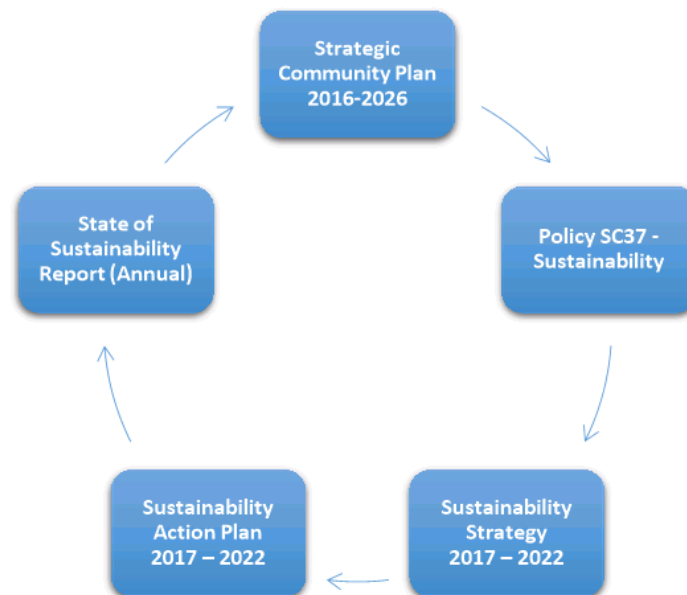 Strategic
Community Plan
2016-2026
Policy SC37 -
Sustainability
Sustainability
Strategy
2017 – 2022
Sustainability
Action Plan
2017 – 2022
State of
Sustainability
Report (Annual)